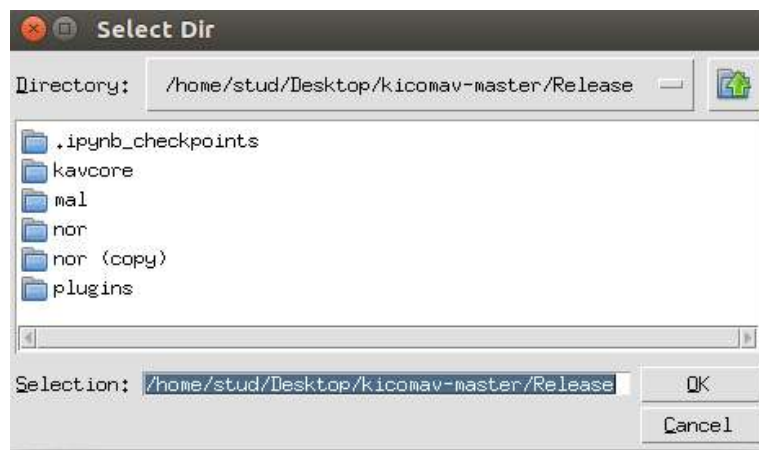 Select Dir
Directory: /home/stud/Desktop/kicomav-master/Release
.ipynb_checkpoints
kavcore
mal
nor
nor (copy)
plugins
Selection: /home/stud/Desktop/kicomav-master/Release OK
Cancel